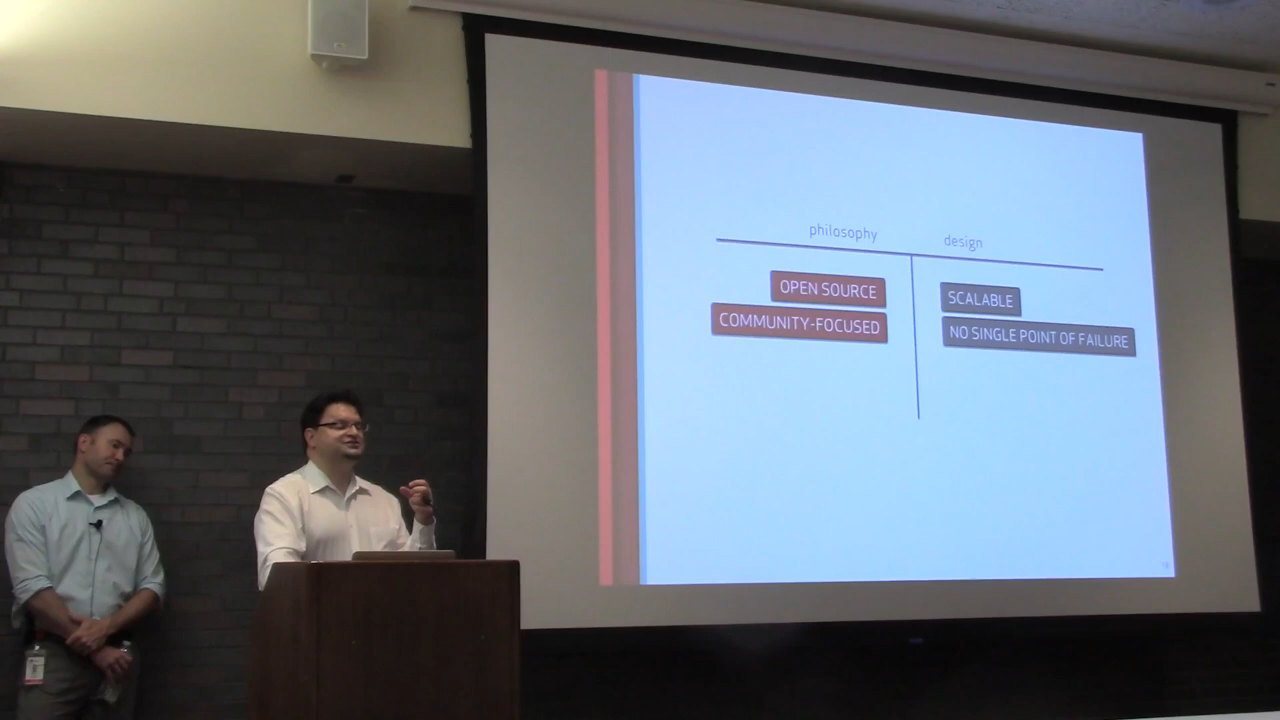 philosophy design
OPEN SOURCE SCALABLE
COMMUNITY-FOCUSED NO SINGLE POINT OF FAILURE